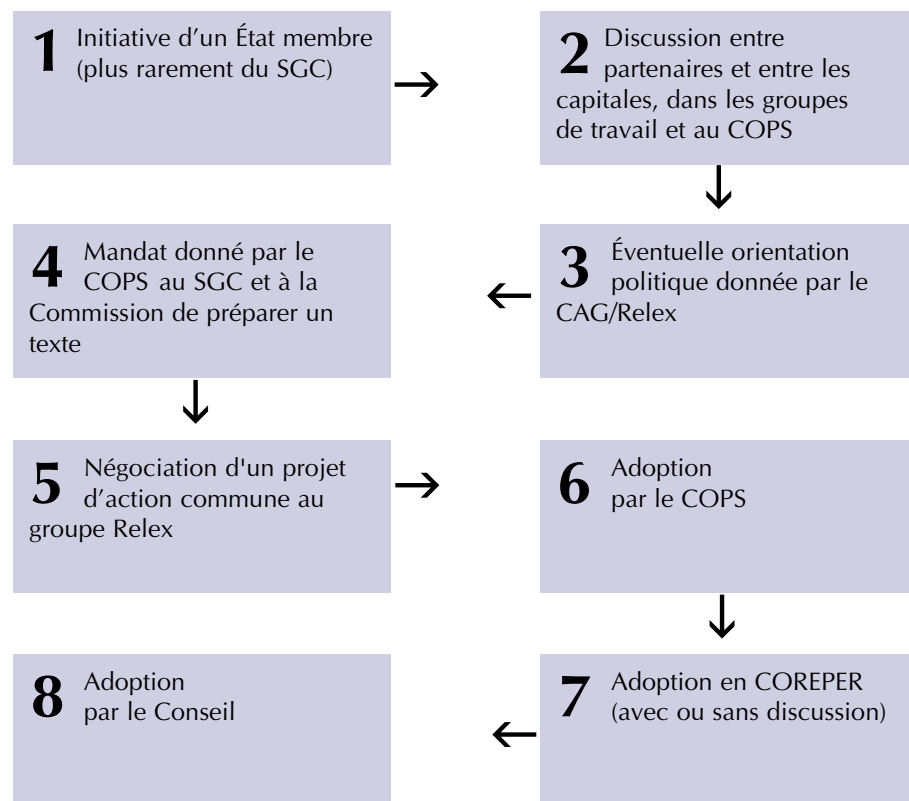 1 Initiative d’un État membre
(plus rarement du SGC)
→
2 Discussion entre
partenaires et entre les
capitales, dans les groupes
de travail et au COPS
↓
3 Éventuelle orientation
politique donnée par le
CAG/Relex
←
4 Mandat donné par le
COPS au SGC et à la
Commission de préparer un
texte
↓
5 Négociation d'un projet
d’action commune au
groupe Relex
→
6 Adoption
par le COPS
↓
7 Adoption en COREPER
(avec ou sans discussion)
←
8 Adoption
par le Conseil